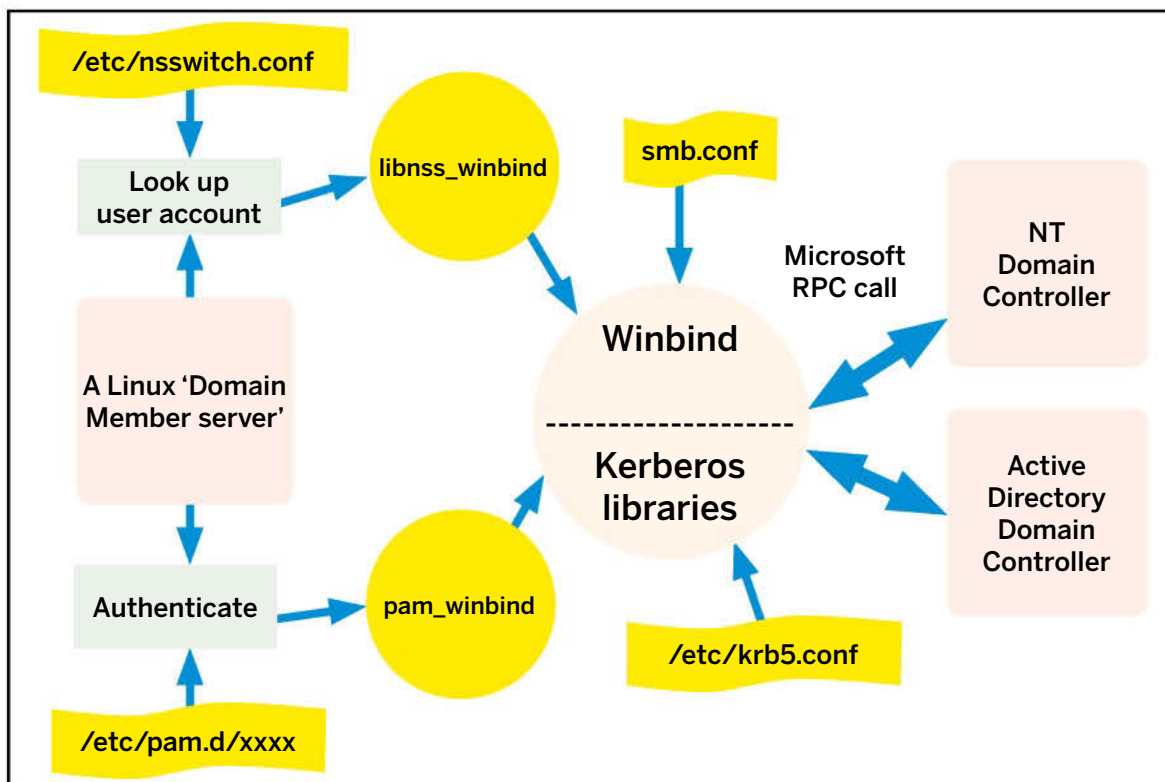 /etc/nsswitch.conf
Look up
user account
libnss_winbind
smb.conf
Microsoft
RPC call
NT
Domain
Controller
A Linux ‘Domain
Member server’
Winbind
Kerberos
libraries
Active
Directory
Domain
Controller
Authenticate
pam_winbind
/etc/krb5.conf
/etc/pam.d/xxxx